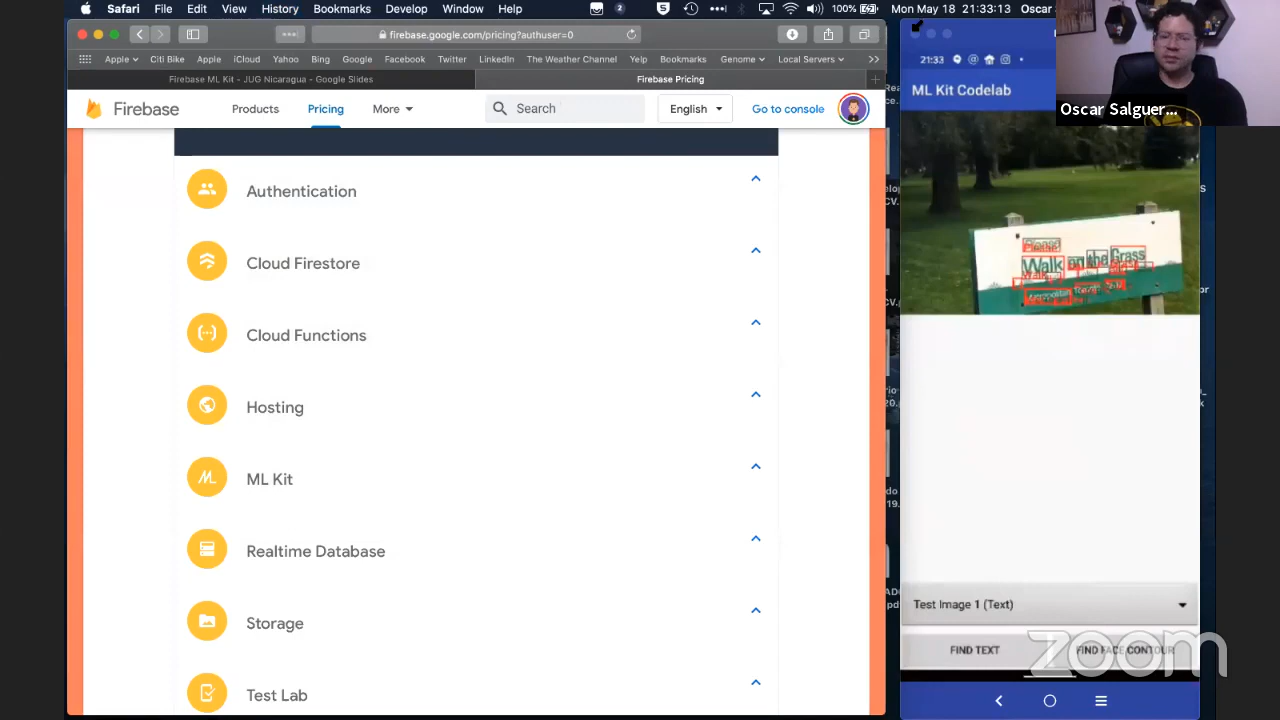 Safari File Edit View History Bookmarks Develop Window Help 2 100% Mon May 18 21:33:13 Oscar
firebase.google.com/pricing?authuser=0
Apple Citi Bike Apple iCloud Yahoo Bing Google Facebook Twitter LinkedIn The Weather Channel Yelp Bookmarks Genome Local Servers
Firebase ML Kit - JUG Nicaragua - Google Slides Firebase Pricing
Firebase Products Pricing More Search English Go to console
Authentication
Cloud Firestore
Cloud Functions
Hosting
ML Kit
Realtime Database
Storage
Test Lab
21:33
ML Kit Codelab
Oscar Salguer...
Please
Walk on the Grass
Test Image 1 (Text)
FIND TEXT FIND FACE CONTOUR
zoom